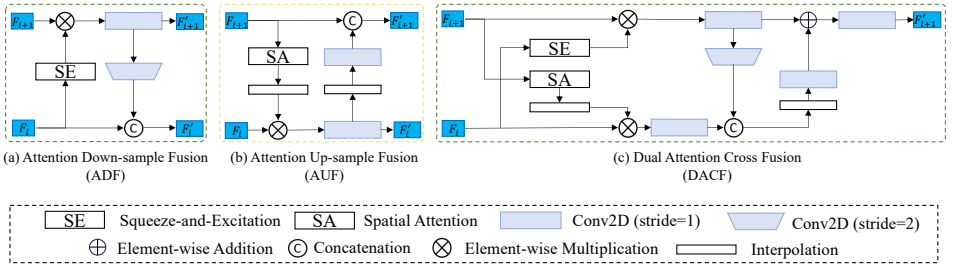 F_{i+1} F'_{i+1} F_{i+1} C F'_{i+1} F_{i+1} F'_{i+1}
SE SA SE
SA
F_i C F'_i F_i F'_i F_i C
(a) Attention Down-sample Fusion (b) Attention Up-sample Fusion (c) Dual Attention Cross Fusion
(ADF) (AUF) (DACF)
SE Squeeze-and-Excitation SA Spatial Attention Conv2D (stride=1) Conv2D (stride=2)
Element-wise Addition C Concatenation Element-wise Multiplication Interpolation